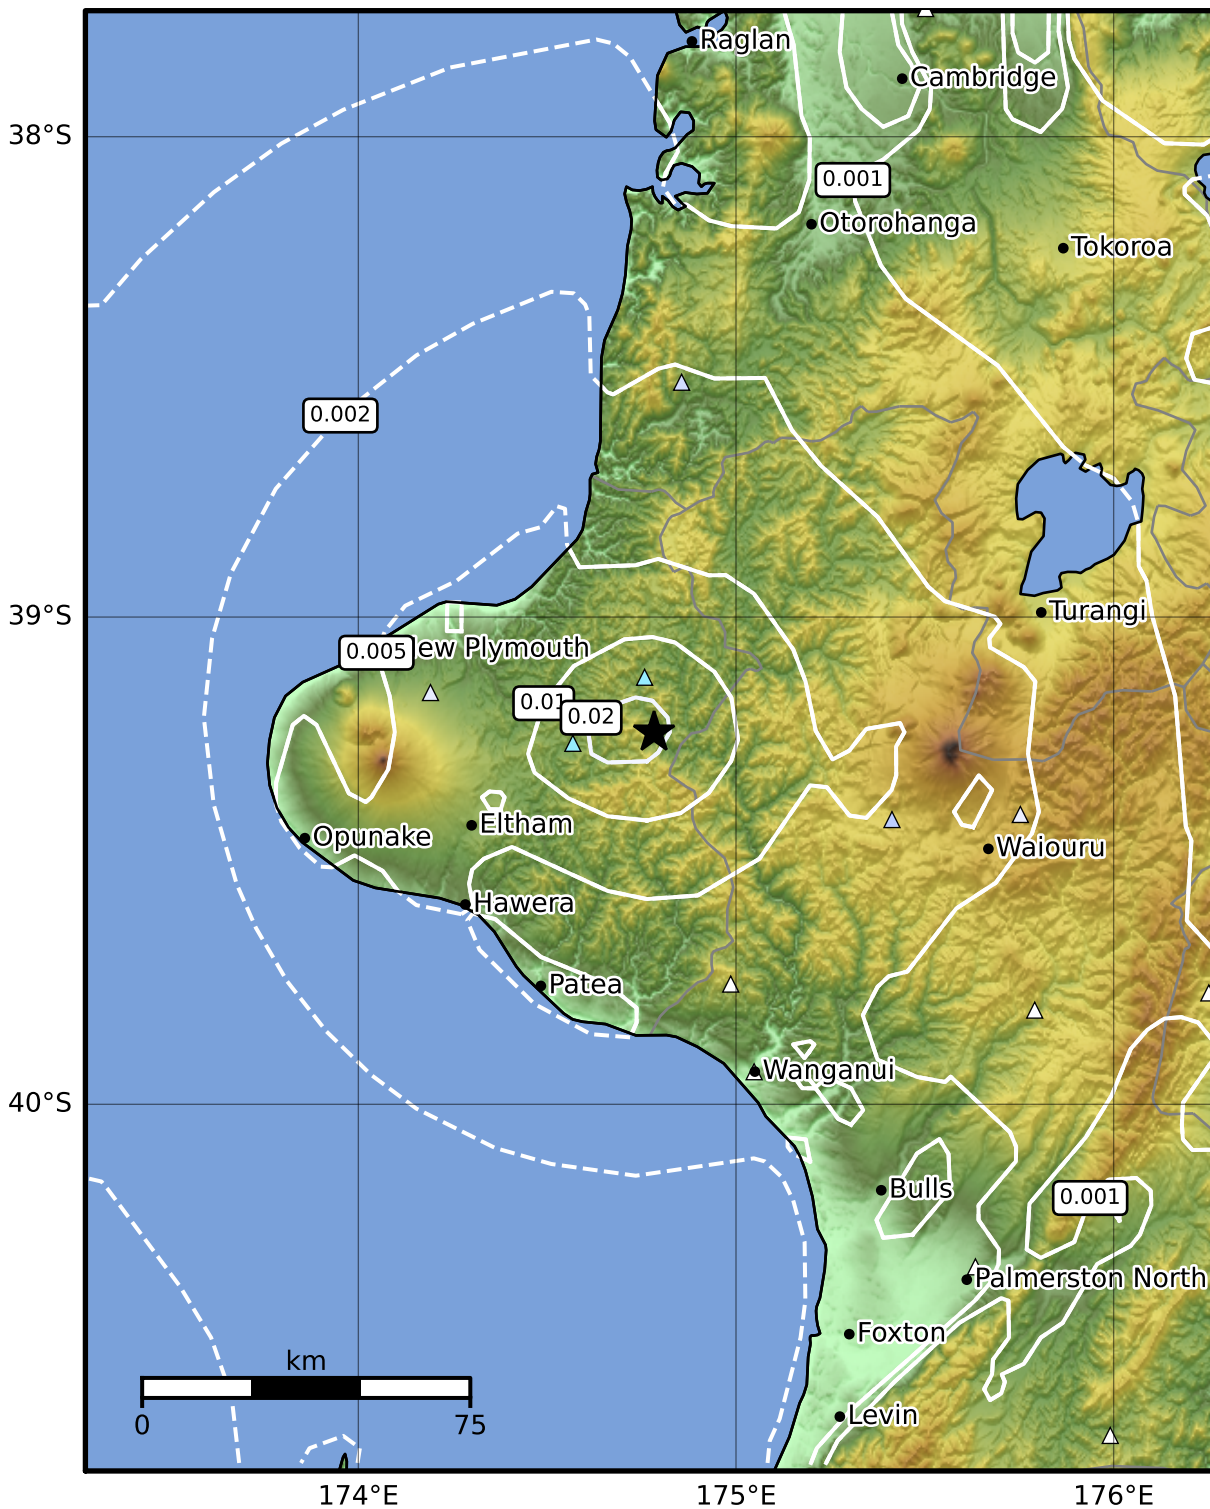 Raglan
Cambridge
38°S
0.001
Otorohanga
Tokoroa
0.002
39°S
Turangi
0.005
ew Plymouth
0.01
0.02
Eltham
Opunake
Waiouru
Hawera
Patea
Wanganui
40°S
Bulls
0.001
Palmerston North
Foxton
km
0
75
Levin
174°E
175°E
176°E